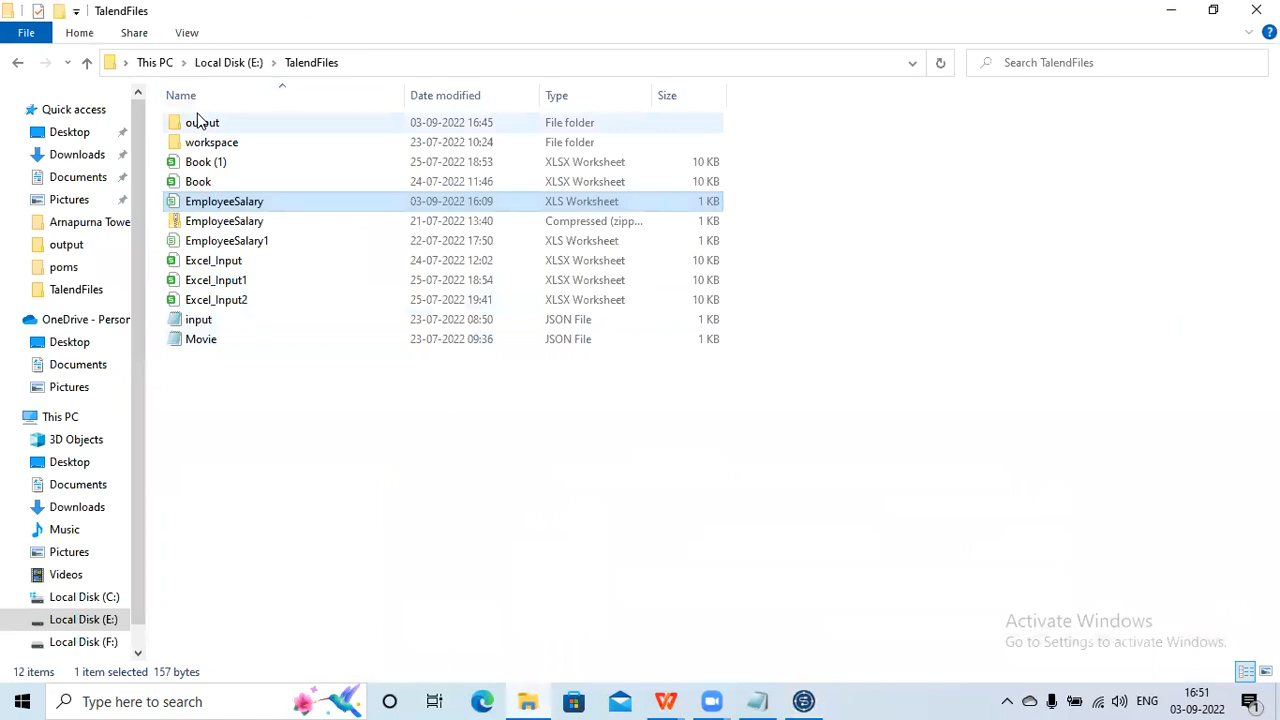 TalendFiles
File Home Share View
This PC Local Disk (E:) TalendFiles Search TalendFiles
Name Date modified Type Size
output 03-09-2022 16:45 File folder
workspace 23-07-2022 10:24 File folder
Book (1) 25-07-2022 18:53 XLSX Worksheet 10 KB
Book 24-07-2022 11:46 XLSX Worksheet 10 KB
EmployeeSalary 03-09-2022 16:09 XLS Worksheet 1 KB
EmployeeSalary 21-07-2022 13:40 Compressed (zipp... 1 KB
EmployeeSalary1 22-07-2022 17:50 XLS Worksheet 1 KB
Excel_Input 24-07-2022 12:02 XLSX Worksheet 10 KB
Excel_Input1 25-07-2022 18:54 XLSX Worksheet 10 KB
Excel_Input2 25-07-2022 19:41 XLSX Worksheet 10 KB
input 23-07-2022 08:50 JSON File 1 KB
Movie 23-07-2022 09:36 JSON File 1 KB
Quick access
Desktop
Downloads
Documents
Pictures
Arnapurna Towe
output
poms
TalendFiles
OneDrive - Person
Desktop
Documents
Pictures
This PC
3D Objects
Desktop
Documents
Downloads
Music
Pictures
Videos
Local Disk (C:)
Local Disk (E:)
Local Disk (F:)
Activate Windows
Go to Settings to activate Windows.
12 items 1 item selected 157 bytes
Type here to search
ENG 16:51
03-09-2022
1